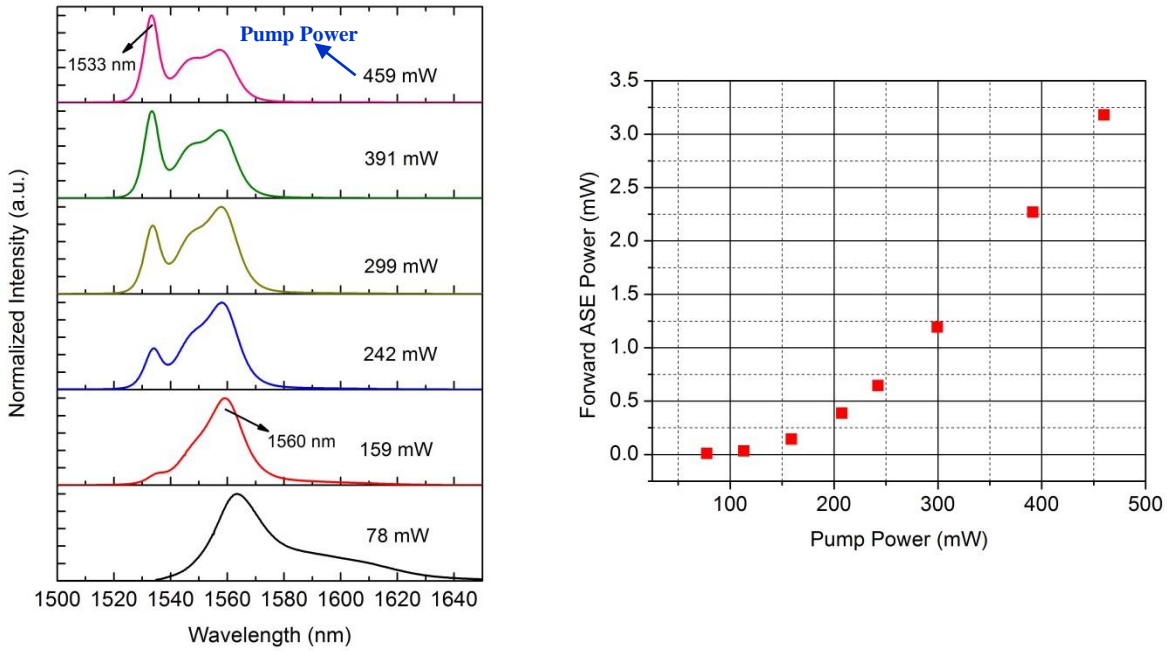 Pump Power
1533 nm
459 mW
391 mW
299 mW
242 mW
1560 nm
159 mW
78 mW
Normalized Intensity (a.u.)
1500 1520 1540 1560 1580 1600 1620 1640
Wavelength (nm)
3.5
3.0
2.5
2.0
1.5
1.0
0.5
0.0
Forward ASE Power (mW)
100 200 300 400 500
Pump Power (mW)